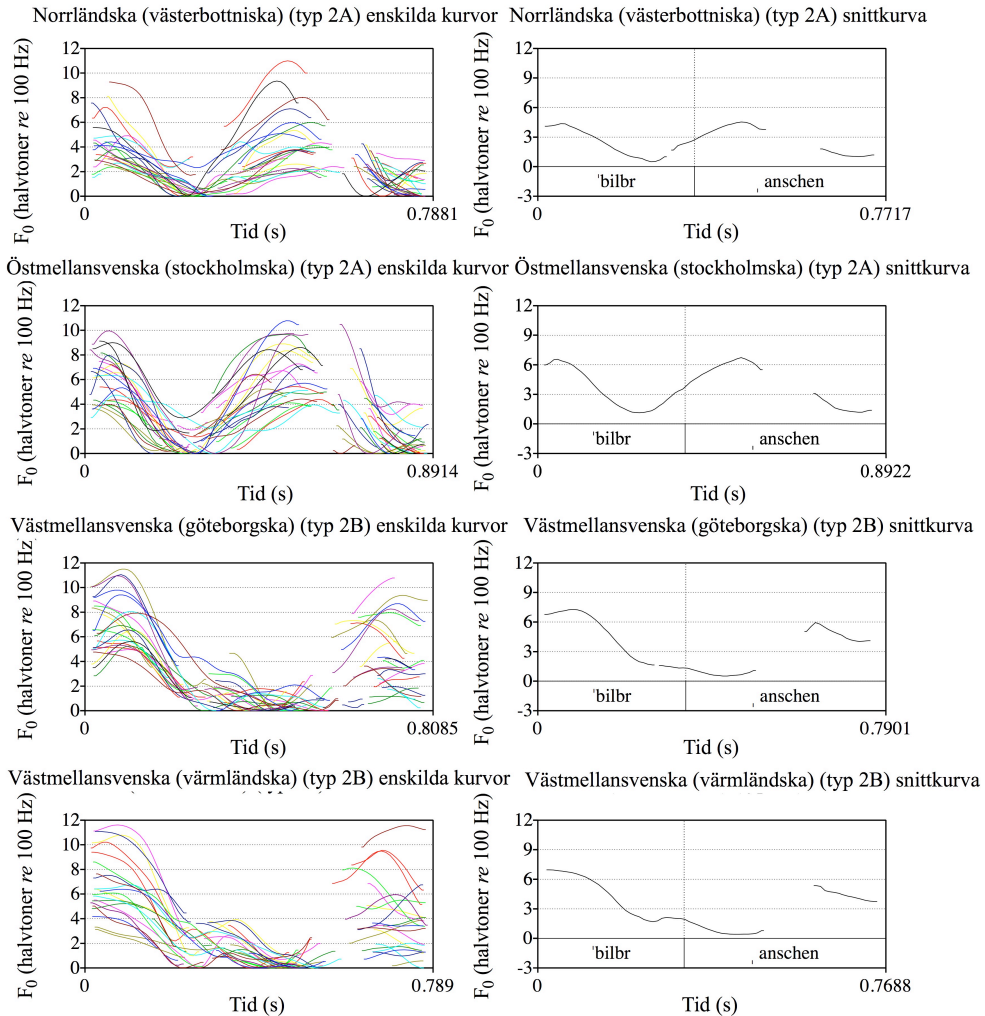 Norrländska (västerbottniska) (typ 2A) enskilda kurvor
F0 (halvtoner re 100 Hz)
12
10
8
6
4
2
0
0
0.7881
Tid (s)
Norrländska (västerbottniska) (typ 2A) snittkurva
F0 (halvtoner re 100 Hz)
12
9
6
3
0
-3
ˈbilbr
ˌanschen
0
0.7717
Tid (s)
Östmellansvenska (stockholmska) (typ 2A) enskilda kurvor
F0 (halvtoner re 100 Hz)
12
10
8
6
4
2
0
0
0.8914
Tid (s)
Östmellansvenska (stockholmska) (typ 2A) snittkurva
F0 (halvtoner re 100 Hz)
12
9
6
3
0
-3
ˈbilbr
ˌanschen
0
0.8922
Tid (s)
Västmellansvenska (göteborgska) (typ 2B) enskilda kurvor
F0 (halvtoner re 100 Hz)
12
10
8
6
4
2
0
0
0.8085
Tid (s)
Västmellansvenska (göteborgska) (typ 2B) snittkurva
F0 (halvtoner re 100 Hz)
12
9
6
3
0
-3
ˈbilbr
ˌanschen
0
0.7901
Tid (s)
Västmellansvenska (värmländska) (typ 2B) enskilda kurvor
F0 (halvtoner re 100 Hz)
12
10
8
6
4
2
0
0
0.789
Tid (s)
Västmellansvenska (värmländska) (typ 2B) snittkurva
F0 (halvtoner re 100 Hz)
12
9
6
3
0
-3
ˈbilbr
ˌanschen
0
0.7688
Tid (s)